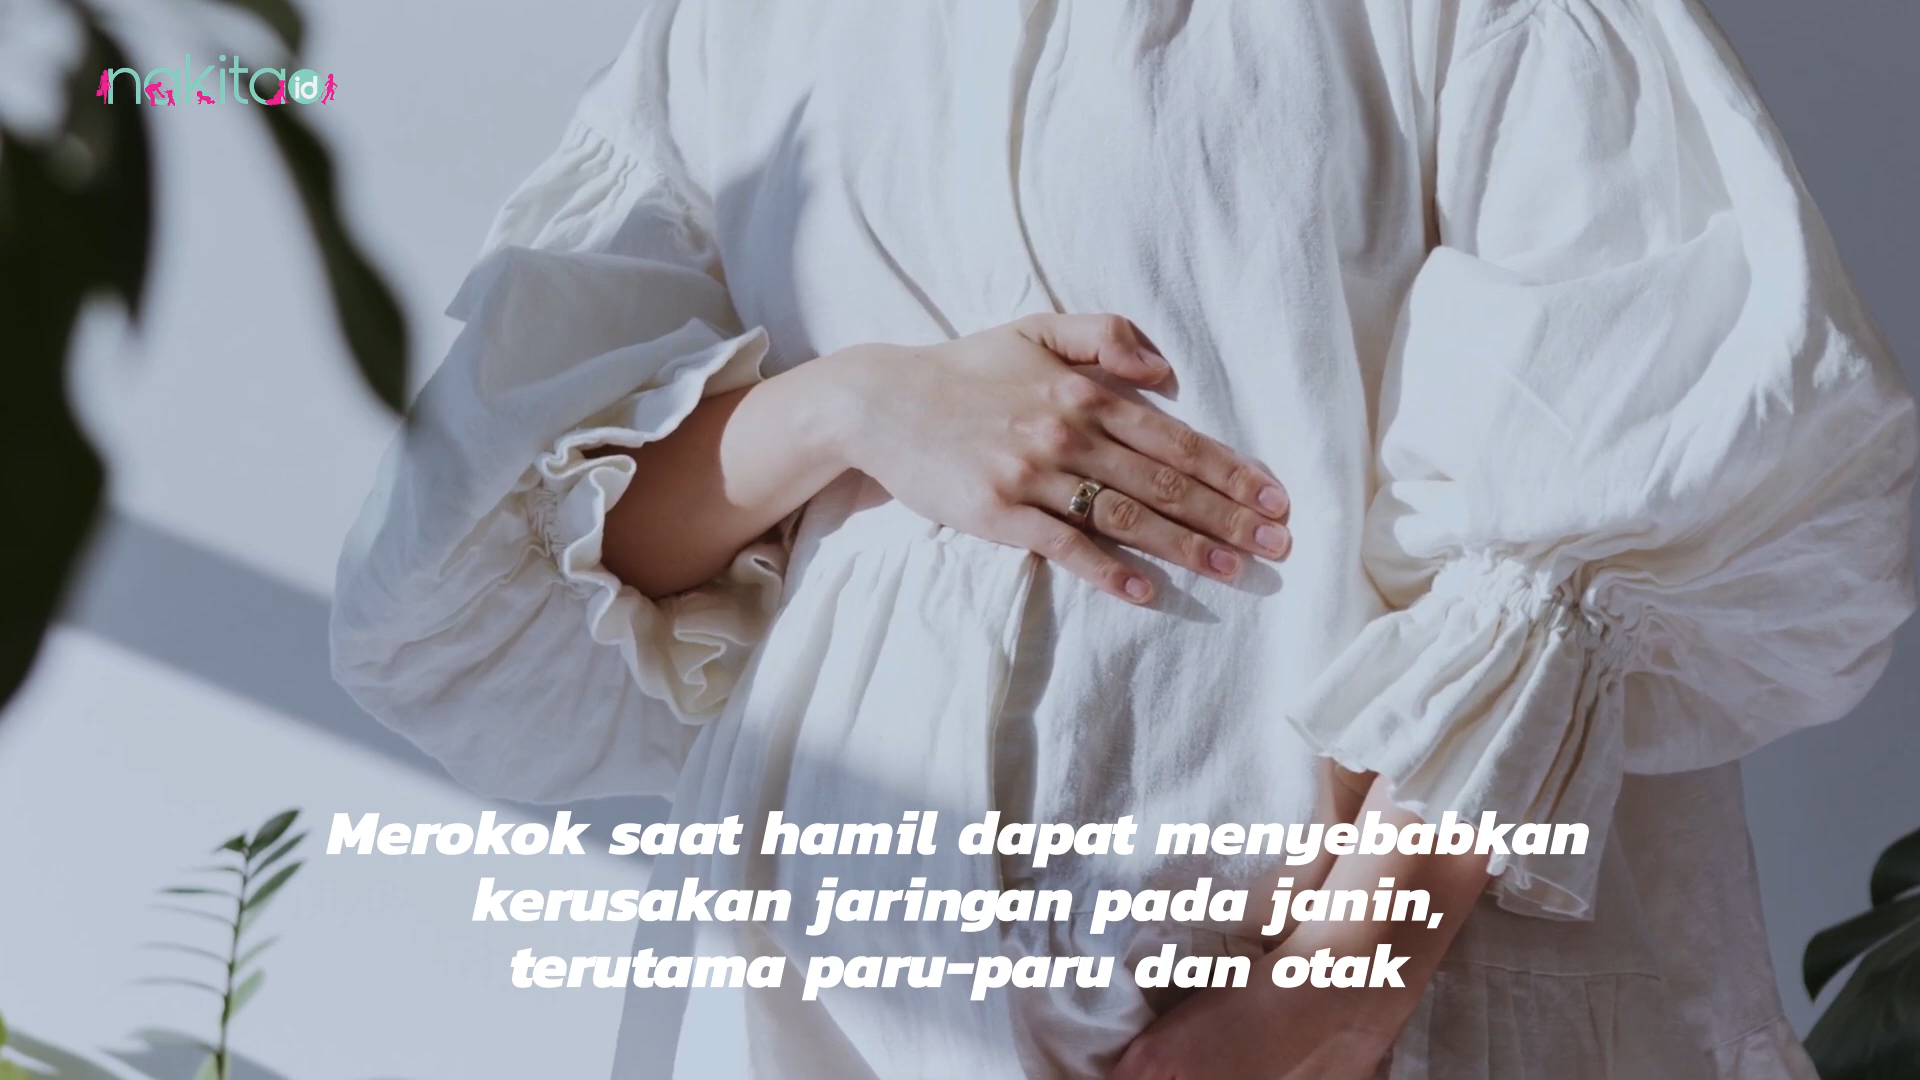 nakita id
Merokok saat hamil dapat menyebabkan
kerusakan jaringan pada janin,
terutama paru-paru dan otak